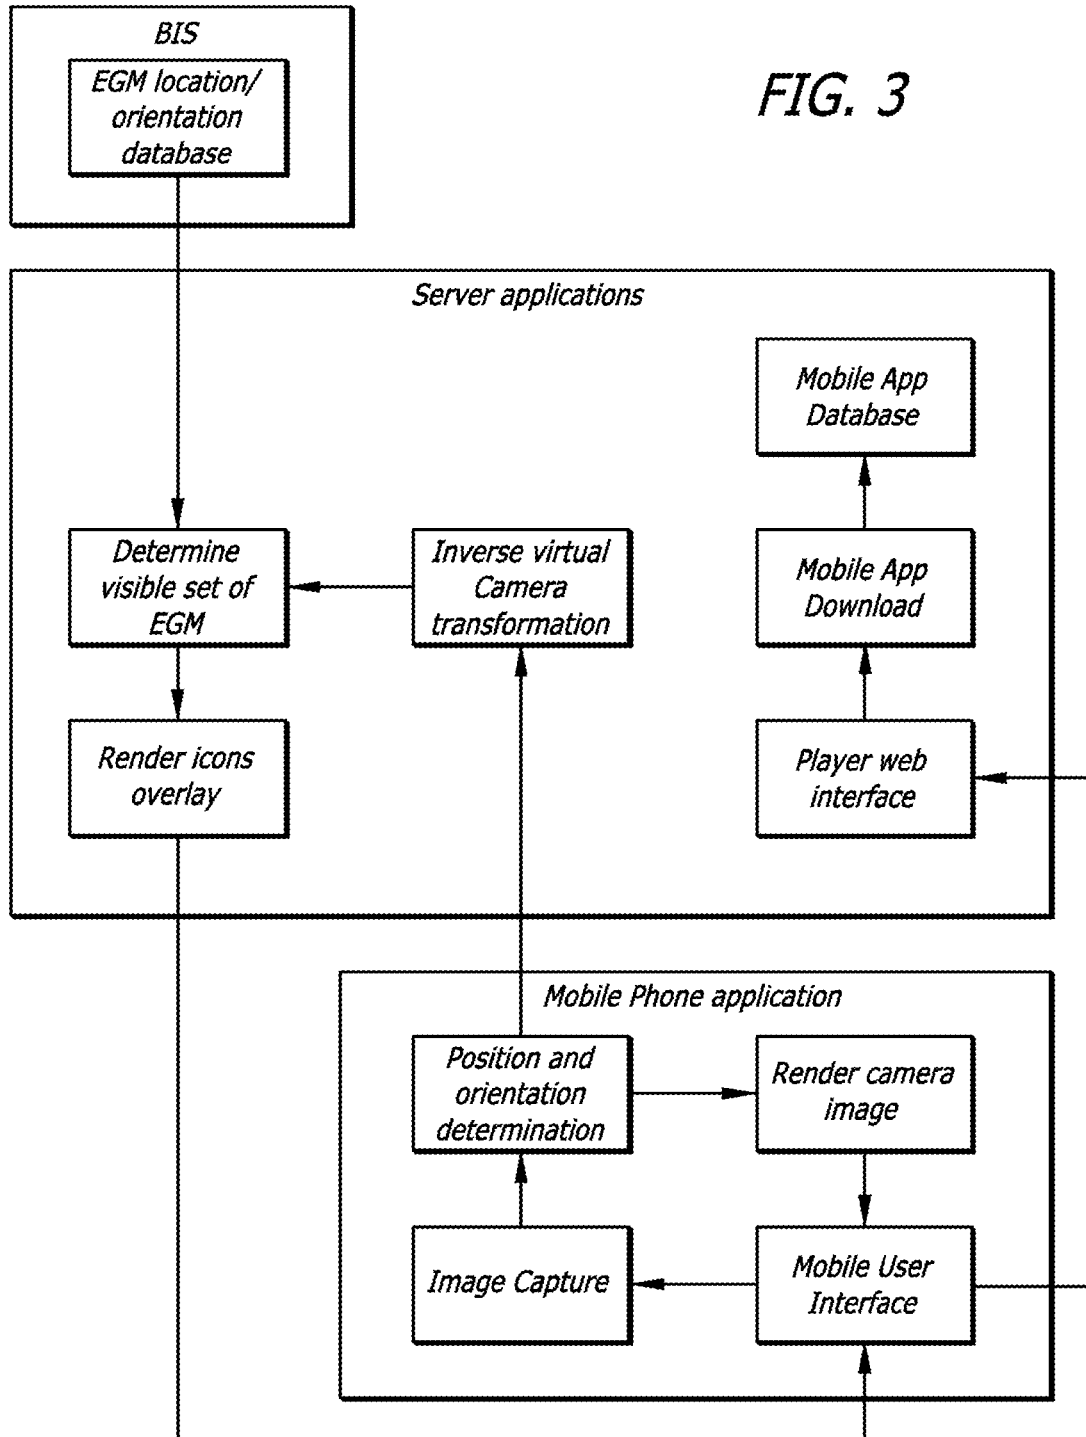 BIS
EGM location/
orientation
database
FIG. 3
Server applications
Mobile App
Database
Determine
visible set of
EGM
Inverse virtual
Camera
transformation
Mobile App
Download
Render icons
overlay
Player web
interface
Mobile Phone application
Position and
orientation
determination
Render camera
image
Image Capture
Mobile User
Interface